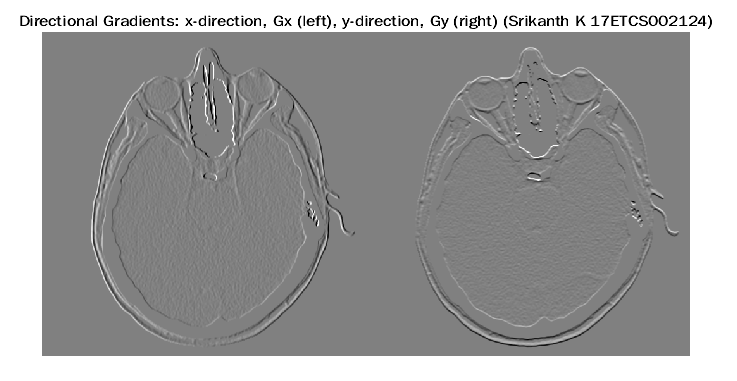 Directional Gradients: x-direction, Gx (left), y-direction, Gy (right) (Srikanth K 17ETCS002124)